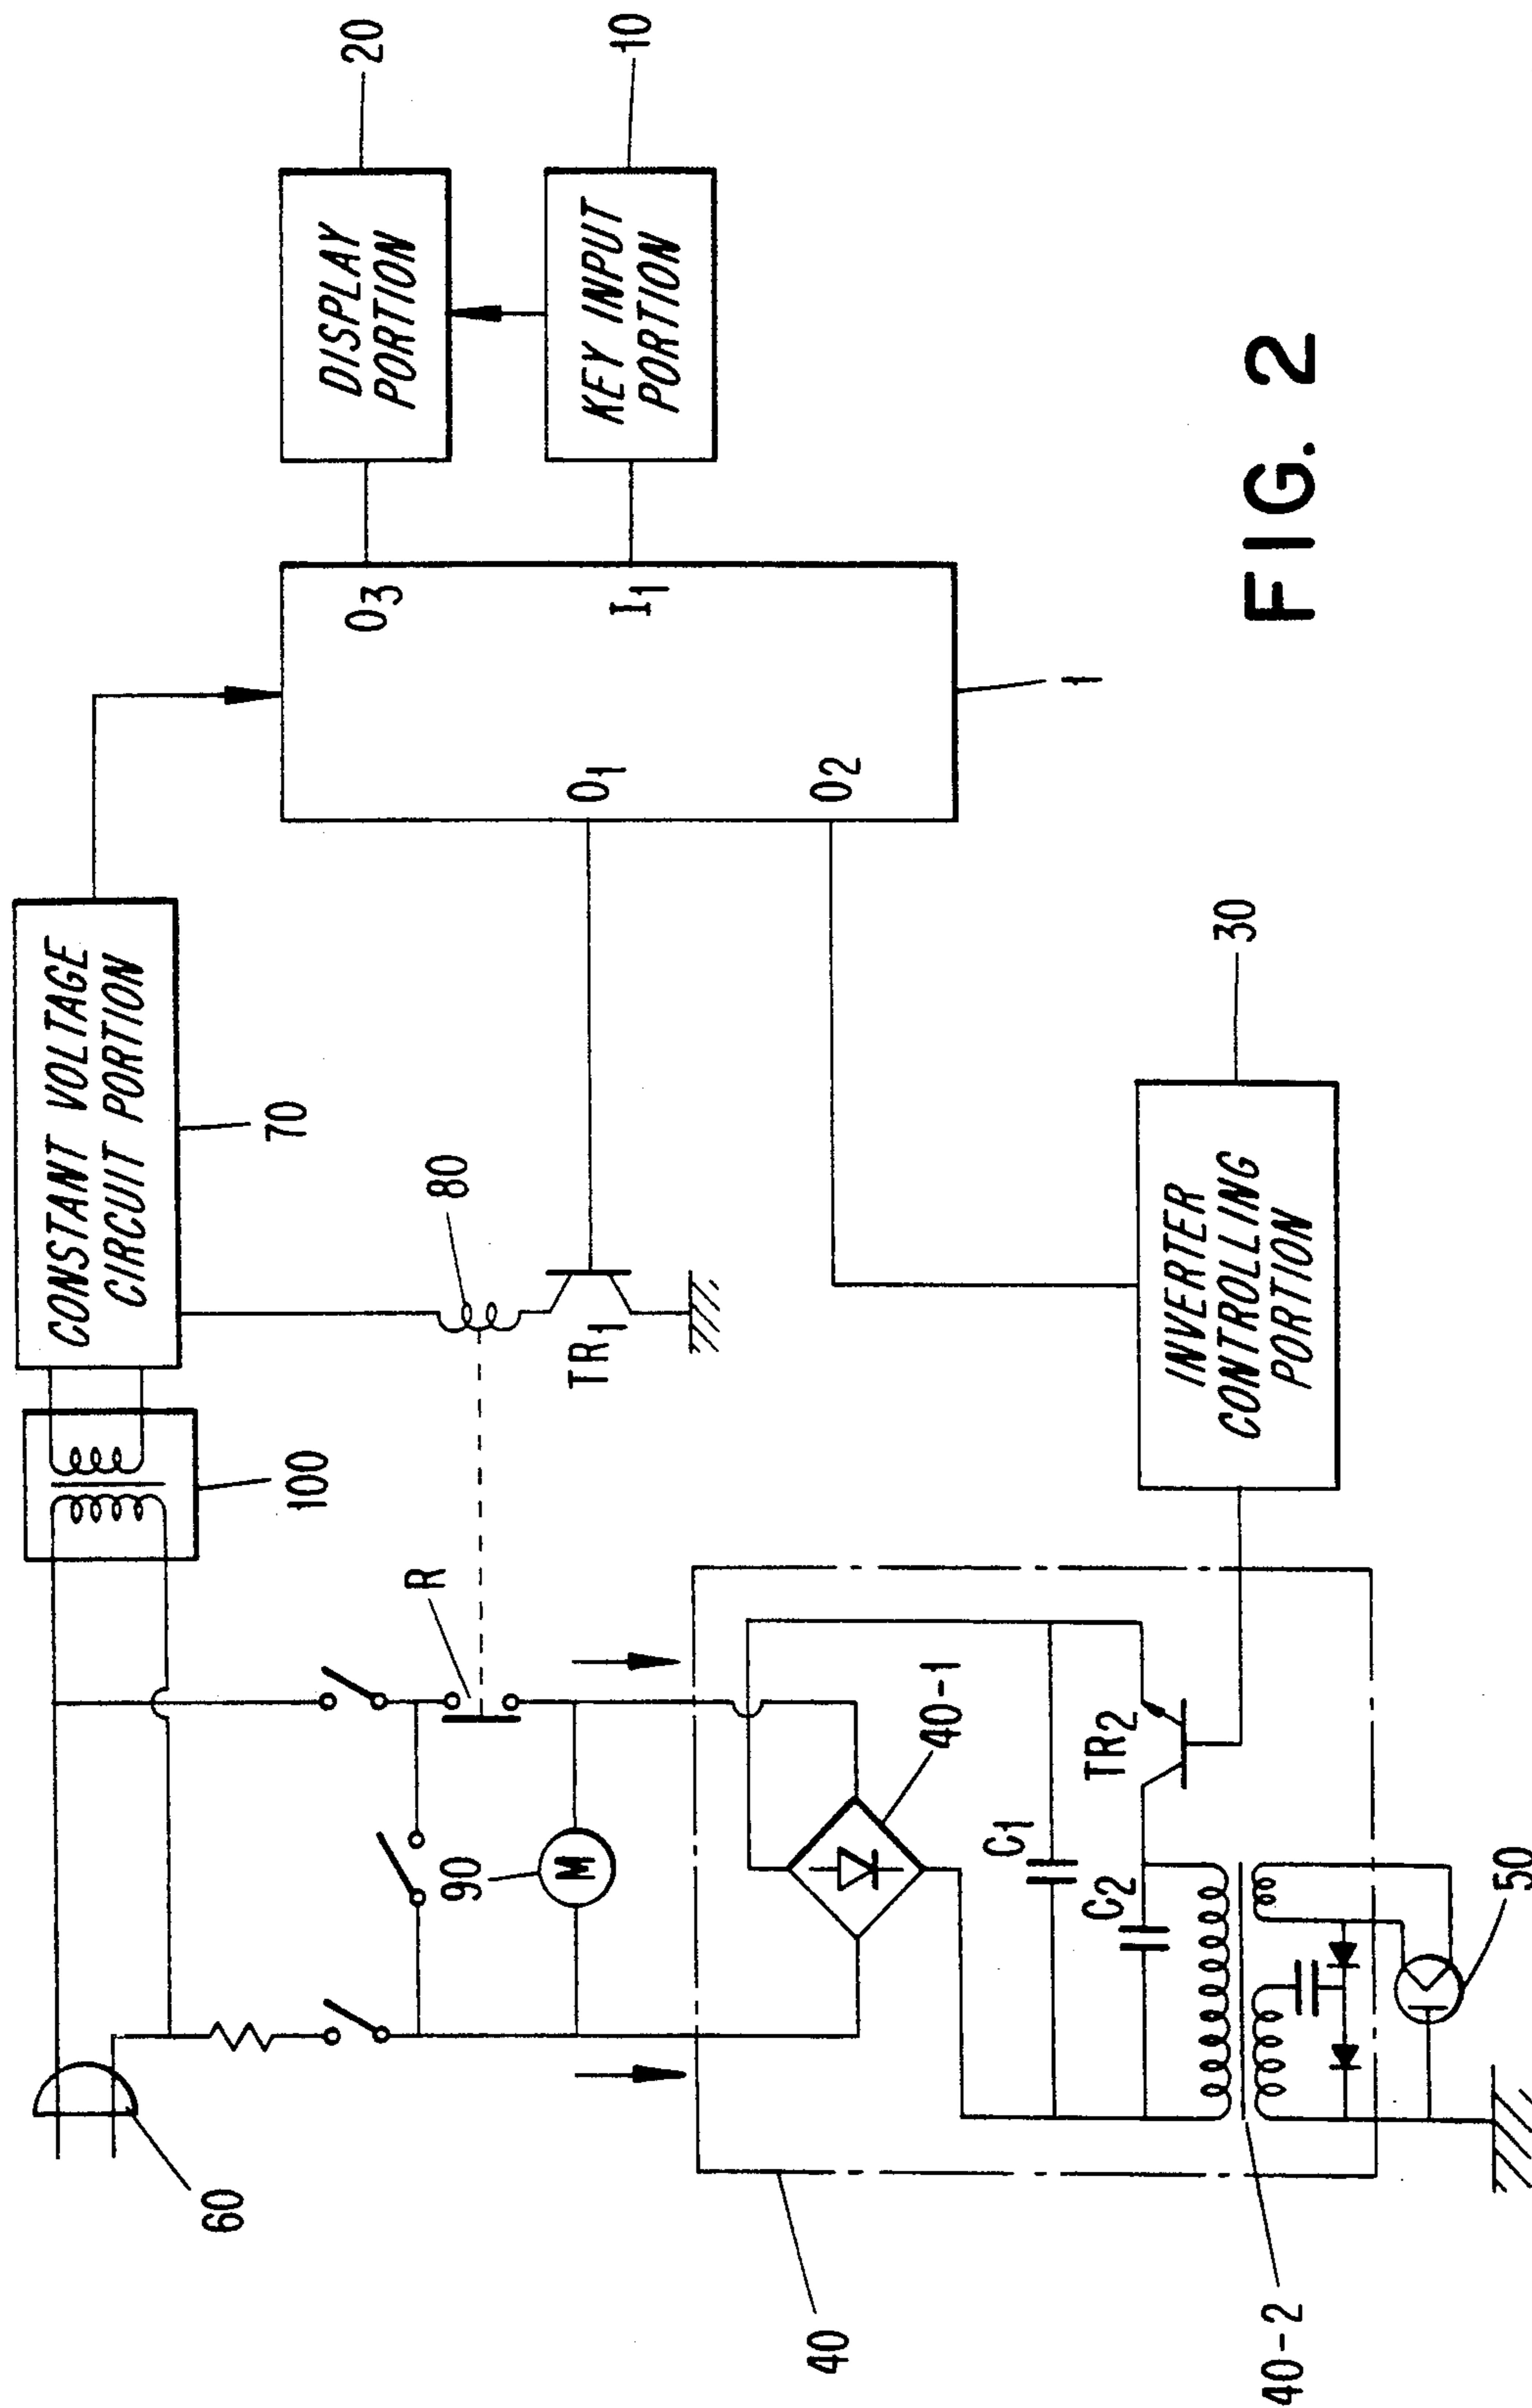 60
100
CONSTANT VOLTAGE
CIRCUIT PORTION
70
R
80
TR1
90
M
O1
O2
O3
I1
1
DISPLAY
PORTION
20
KEY INPUT
PORTION
10
40
40-1
C1
C2
TR2
40-2
50
INVERTER
CONTROLLING
PORTION
30
FIG. 2